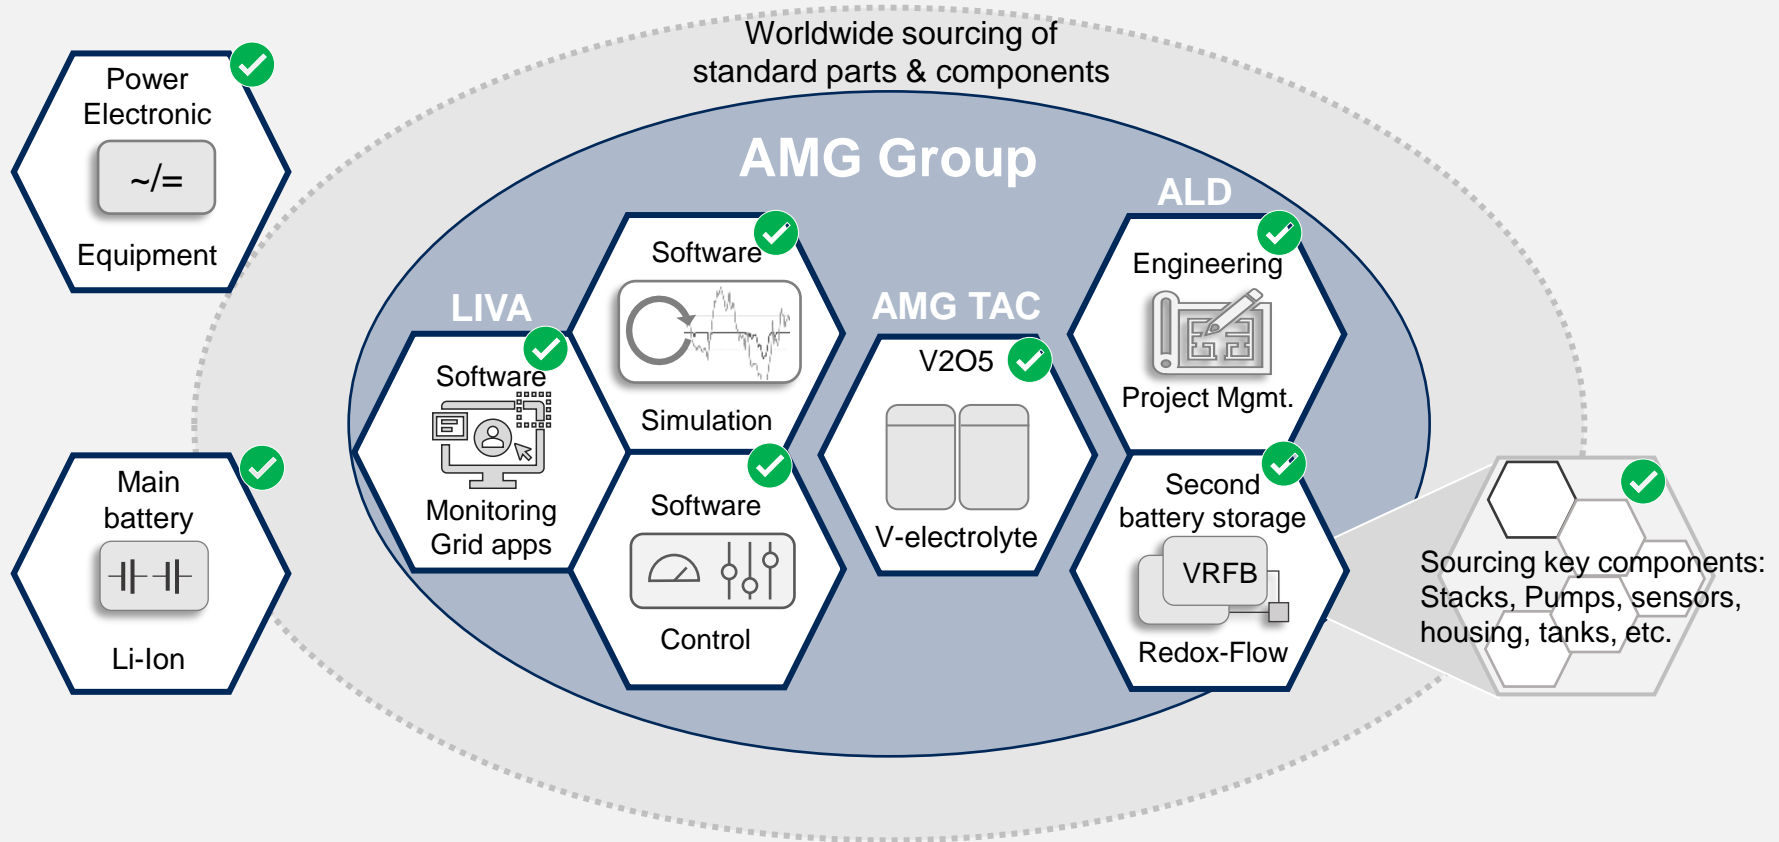 Worldwide sourcing of
standard parts & components
Power
Electronic
~/=
Equipment
Main
battery
Li-Ion
AMG Group
LIVA
Software
Monitoring
Grid apps
Software
Simulation
Software
Control
AMG TAC
V2O5
V-electrolyte
ALD
Engineering
Project Mgmt.
Second
battery storage
VRFB
Redox-Flow
Sourcing key components:
Stacks, Pumps, sensors,
housing, tanks, etc.